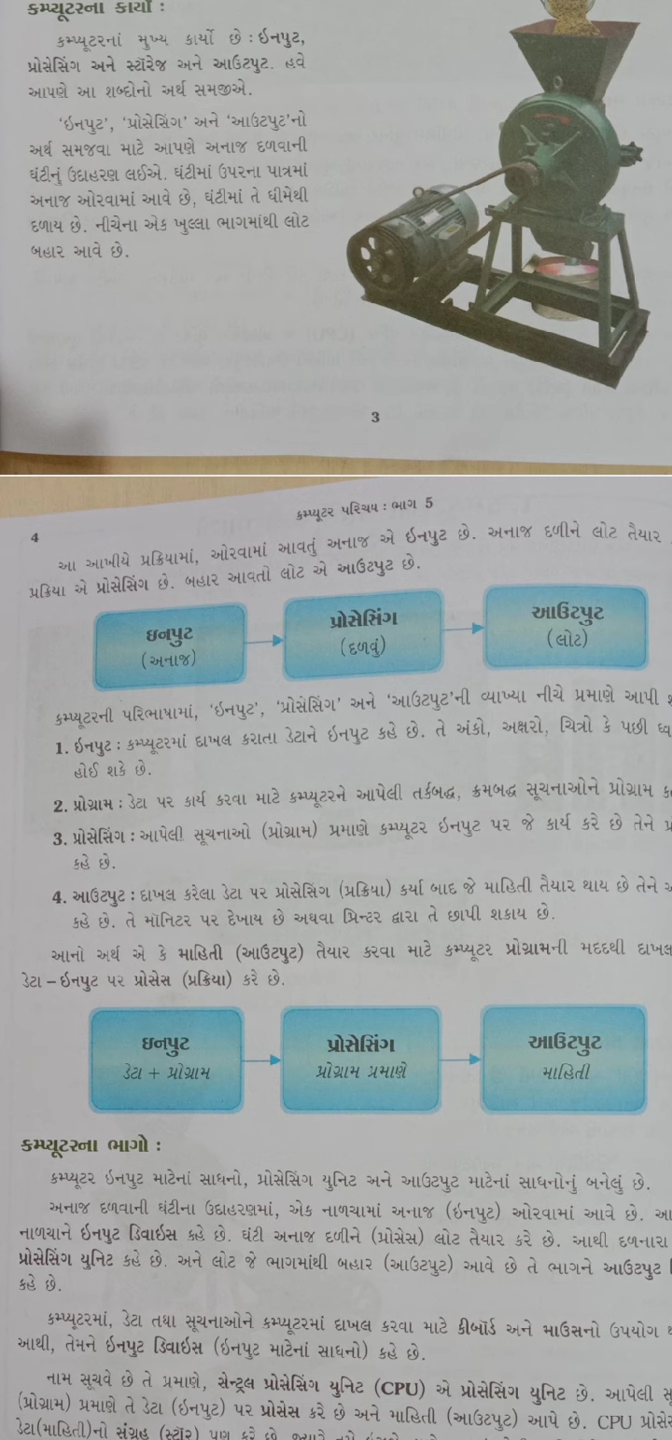 કમ્પ્યૂટરના કાર્યો :
કમ્પ્યૂટરનાં મુખ્ય કાર્યો છે : ઇનપુટ,
પ્રોસેસિંગ અને સ્ટૉરેજ અને આઉટપુટ. હવે
આપણે આ શબ્દોનો અર્થ સમજીએ.
‘ઇનપુટ’, ‘પ્રોસેસિંગ’ અને ‘આઉટપુટ’નો
અર્થ સમજવા માટે આપણે અનાજ દળવાની
ઘંટીનું ઉદાહરણ લઈએ. ઘંટીમાં ઉપરના પાત્રમાં
અનાજ ઓરવામાં આવે છે, ઘંટીમાં તે ધીમેથી
દળાય છે. નીચેના એક ખુલ્લા ભાગમાંથી લોટ
બહાર આવે છે.
3
કમ્પ્યૂટર પરિચય : ભાગ 5
4
આ આખીયે પ્રક્રિયામાં, ઓરવામાં આવતું અનાજ એ ઇનપુટ છે. અનાજ દળીને લોટ તૈયાર
પ્રક્રિયા એ પ્રોસેસિંગ છે. બહાર આવતો લોટ એ આઉટપુટ છે.
ઇનપુટ
(અનાજ)
પ્રોસેસિંગ
(દળવું)
આઉટપુટ
(લોટ)
કમ્પ્યૂટરની પરિભાષામાં, ‘ઇનપુટ’, ‘પ્રોસેસિંગ’ અને ‘આઉટપુટ’ની વ્યાખ્યા નીચે પ્રમાણે આપી
1. ઇનપુટ : કમ્પ્યૂટરમાં દાખલ કરાતા ડેટાને ઇનપુટ કહે છે. તે અંકો, અક્ષરો, ચિત્રો કે પછી
હોઈ શકે છે.
2. પ્રોગ્રામ : ડેટા પર કાર્ય કરવા માટે કમ્પ્યૂટરને આપેલી તર્કબદ્ધ, ક્રમબદ્ધ સૂચનાઓને પ્રોગ્રામ
3. પ્રોસેસિંગ : આપેલી સૂચનાઓ (પ્રોગ્રામ) પ્રમાણે કમ્પ્યૂટર ઇનપુટ પર જે કાર્ય કરે છે તેને
કહે છે.
4. આઉટપુટ : દાખલ કરેલા ડેટા પર પ્રોસેસિંગ (પ્રક્રિયા) કર્યા બાદ જે માહિતી તૈયાર થાય છે તેને
કહે છે. તે મૉનિટર પર દેખાય છે અથવા પ્રિન્ટર દ્વારા તે છાપી શકાય છે.
આનો અર્થ એ કે માહિતી (આઉટપુટ) તૈયાર કરવા માટે કમ્પ્યૂટર પ્રોગ્રામની મદદથી દાખલ
ડેટા – ઇનપુટ પર પ્રોસેસ (પ્રક્રિયા) કરે છે.
ઇનપુટ
ડેટા + પ્રોગ્રામ
પ્રોસેસિંગ
પ્રોગ્રામ પ્રમાણે
આઉટપુટ
માહિતી
કમ્પ્યૂટરના ભાગો :
કમ્પ્યૂટર ઇનપુટ માટેનાં સાધનો, પ્રોસેસિંગ યુનિટ અને આઉટપુટ માટેનાં સાધનોનું બનેલું છે.
અનાજ દળવાની ઘંટીના ઉદાહરણમાં, એક નાળચામાં અનાજ (ઇનપુટ) ઓરવામાં આવે છે. આ
નાળચાને ઇનપુટ ડિવાઇસ કહે છે. ઘંટી અનાજ દળીને (પ્રોસેસ) લોટ તૈયાર કરે છે. આથી દળનારા
પ્રોસેસિંગ યુનિટ કહે છે. અને લોટ જે ભાગમાંથી બહાર (આઉટપુટ) આવે છે તે ભાગને આઉટપુટ
કહે છે.
કમ્પ્યૂટરમાં, ડેટા તથા સૂચનાઓને કમ્પ્યૂટરમાં દાખલ કરવા માટે કીબૉર્ડ અને માઉસનો ઉપયોગ
આથી, તેમને ઇનપુટ ડિવાઇસ (ઇનપુટ માટેનાં સાધનો) કહે છે.
નામ સૂચવે છે તે પ્રમાણે, સેન્ટ્રલ પ્રોસેસિંગ યુનિટ (CPU) એ પ્રોસેસિંગ યુનિટ છે. આપેલી
(પ્રોગ્રામ) પ્રમાણે તે ડેટા (ઇનપુટ) પર પ્રોસેસ કરે છે અને માહિતી (આઉટપુટ) આપે છે. CPU
ડેટા(માહિતી)નો સંગ્રહ (સ્ટૉર) પણ કરે છે.